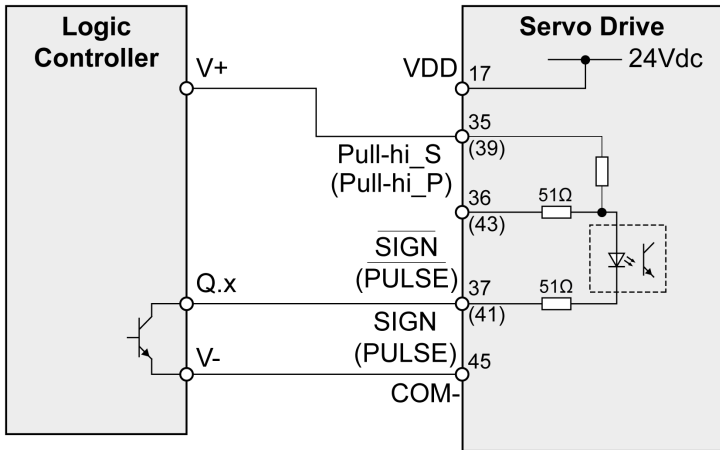 Logic
Controller
Servo Drive
V+
VDD
17
24Vdc
35
(39)
Pull-hi_S
(Pull-hi_P)
36
(43)
51Ω
SIGN
(PULSE)
Q.x
37
(41)
51Ω
SIGN
(PULSE)
V-
45
COM-